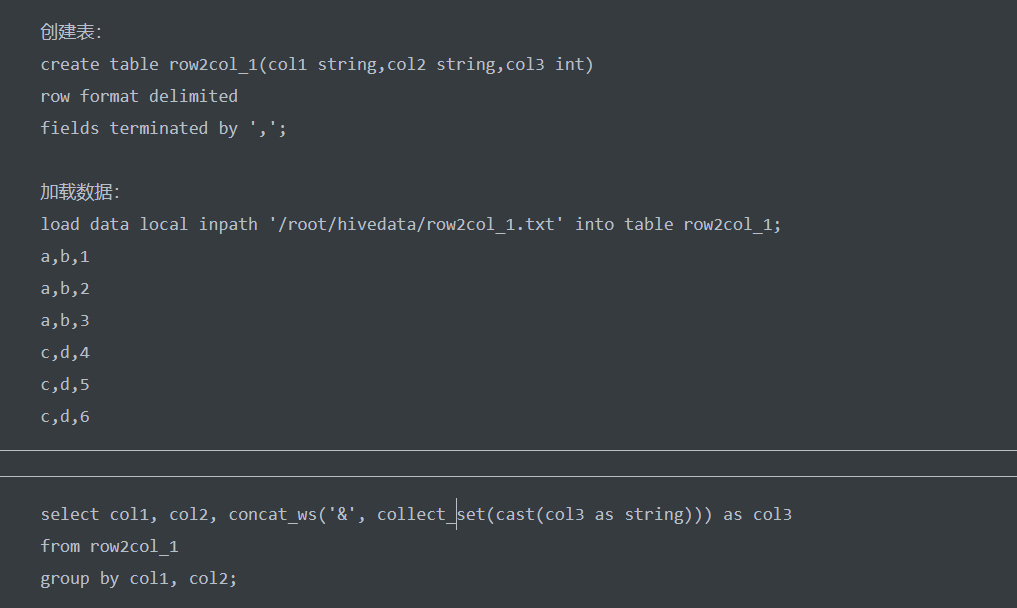 创建表：
create table row2col_1(col1 string,col2 string,col3 int)
row format delimited
fields terminated by ',';
加载数据：
load data local inpath '/root/hivedata/row2col_1.txt' into table row2col_1;
a,b,1
a,b,2
a,b,3
c,d,4
c,d,5
c,d,6
select col1, col2, concat_ws('&', collect_set(cast(col3 as string))) as col3
from row2col_1
group by col1, col2;